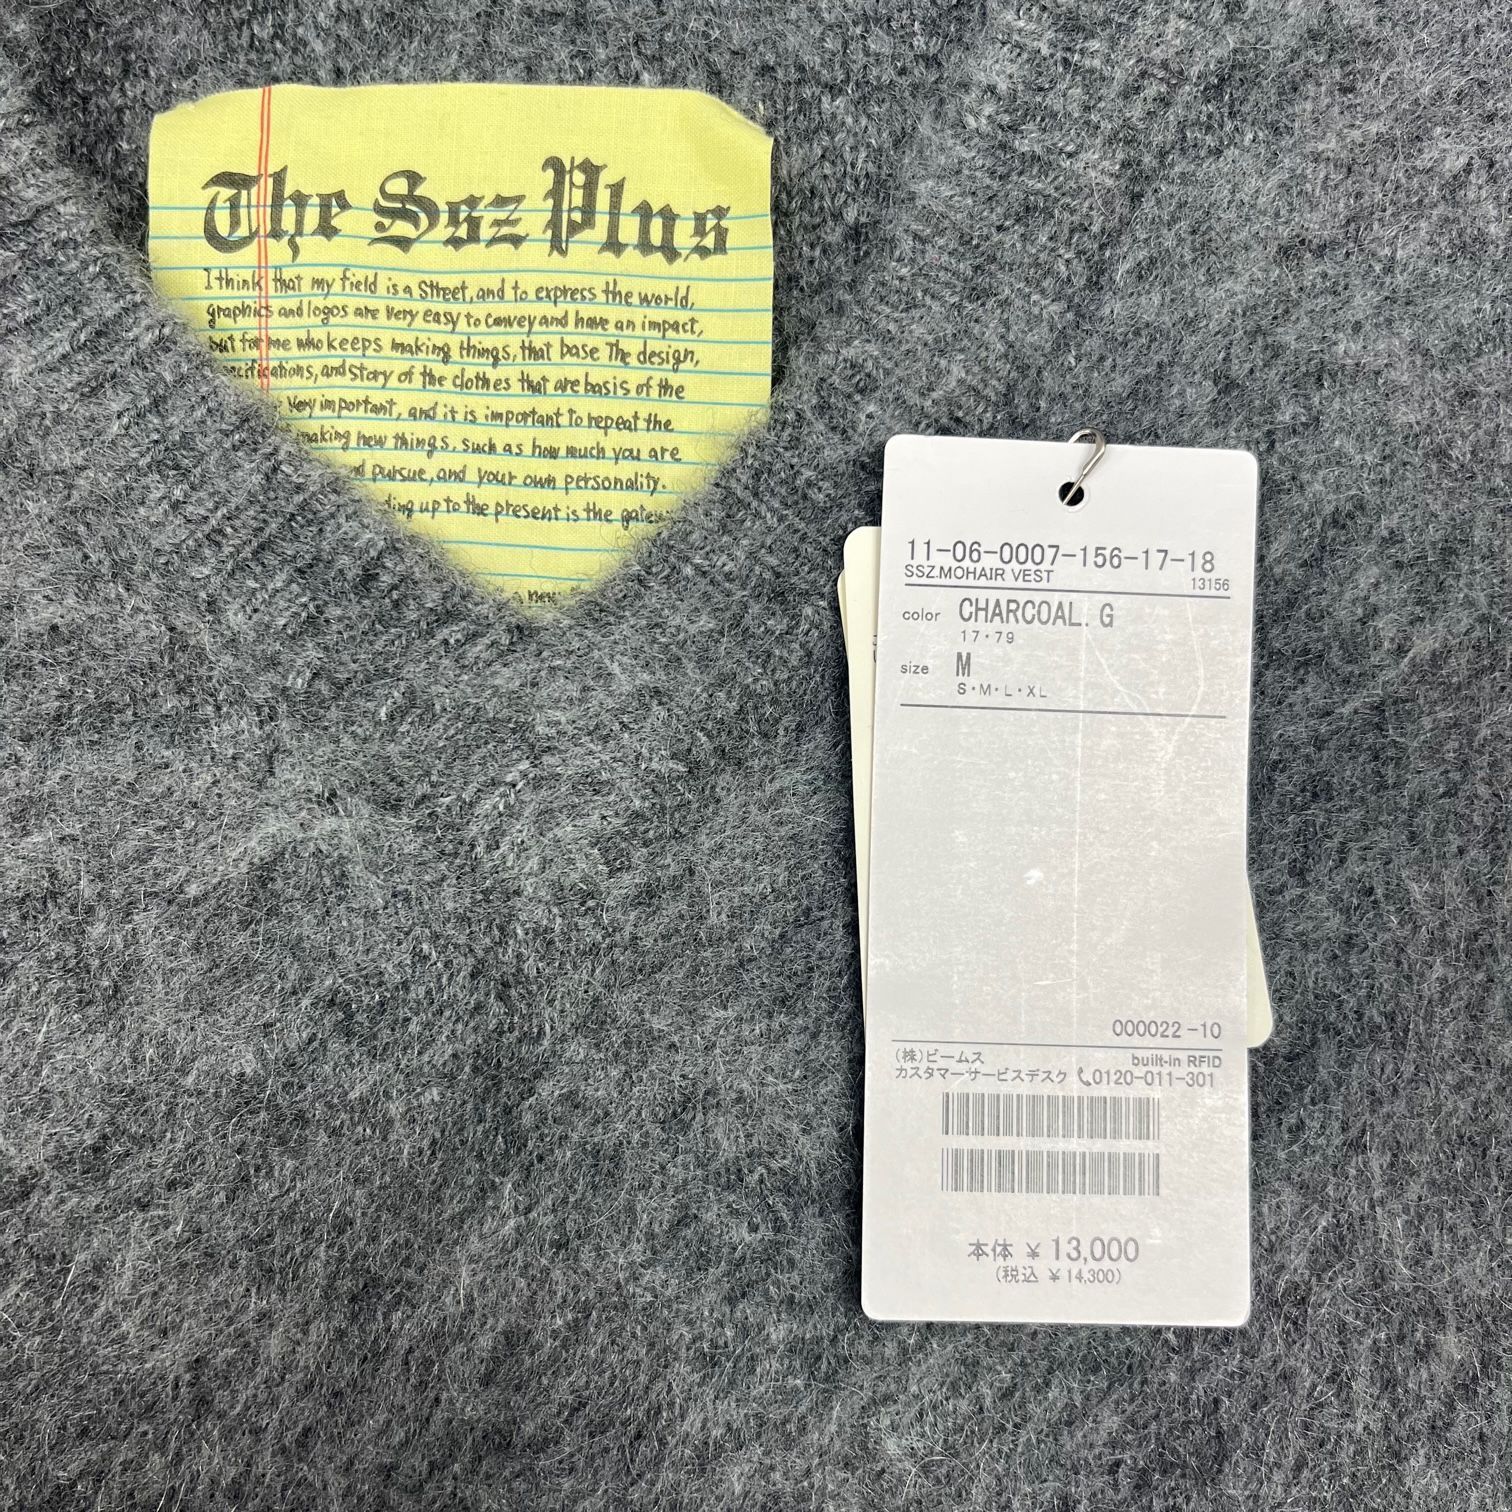 The Ssz Plus
I think that my field is a Street, and to express the world,
graphics and logos are very easy to convey and have an impact,
but for me who keeps making things, that base The design,
and story of the clothes that are basis of the
very important, and it is important to repeat the
making new things, such as how much you are
pursue, and your own personality.
up to the present is the
a new
11-06-0007-156-17-18
SSZ.MOHAIR VEST 13156
color CHARCOAL. G
17・79
size M
S・M・L・XL
000022-10
(株)ビームス built-in RFID
カスタマーサービスデスク 0120-011-301
本体 ¥ 13,000
(税込 ¥ 14,300)